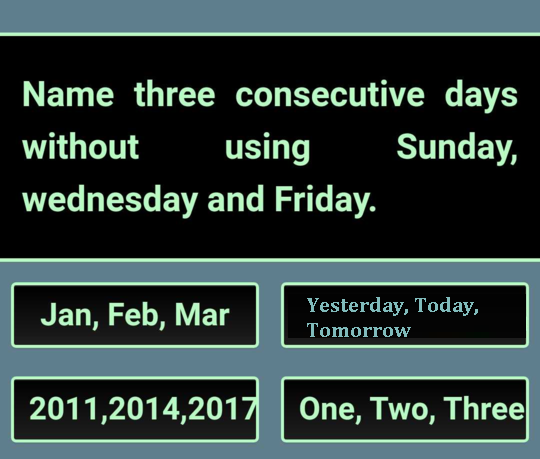 Name three consecutive days
without using Sunday,
wednesday and Friday.
Jan, Feb, Mar
Yesterday, Today,
Tomorrow
2011,2014,2017
One, Two, Three